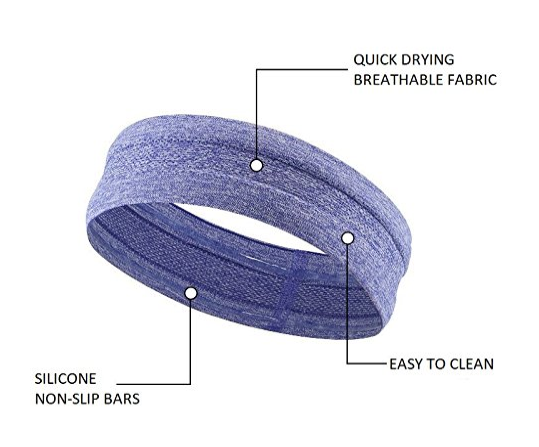 QUICK DRYING
BREATHABLE FABRIC
EASY TO CLEAN
SILICONE
NON-SLIP BARS